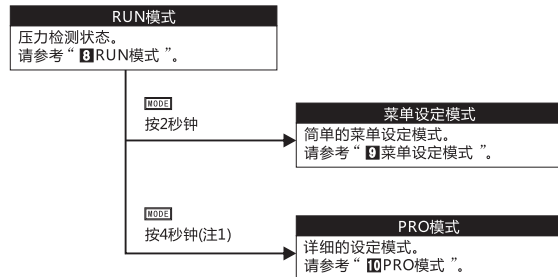 RUN模式
压力检测状态。
请参考“ 8RUN模式 ”。
MODE
按2秒钟
菜单设定模式
简单的菜单设定模式。
请参考“ 9菜单设定模式 ”。
MODE
按4秒钟(注1)
PRO模式
详细的设定模式。
请参考“ 10PRO模式 ”。